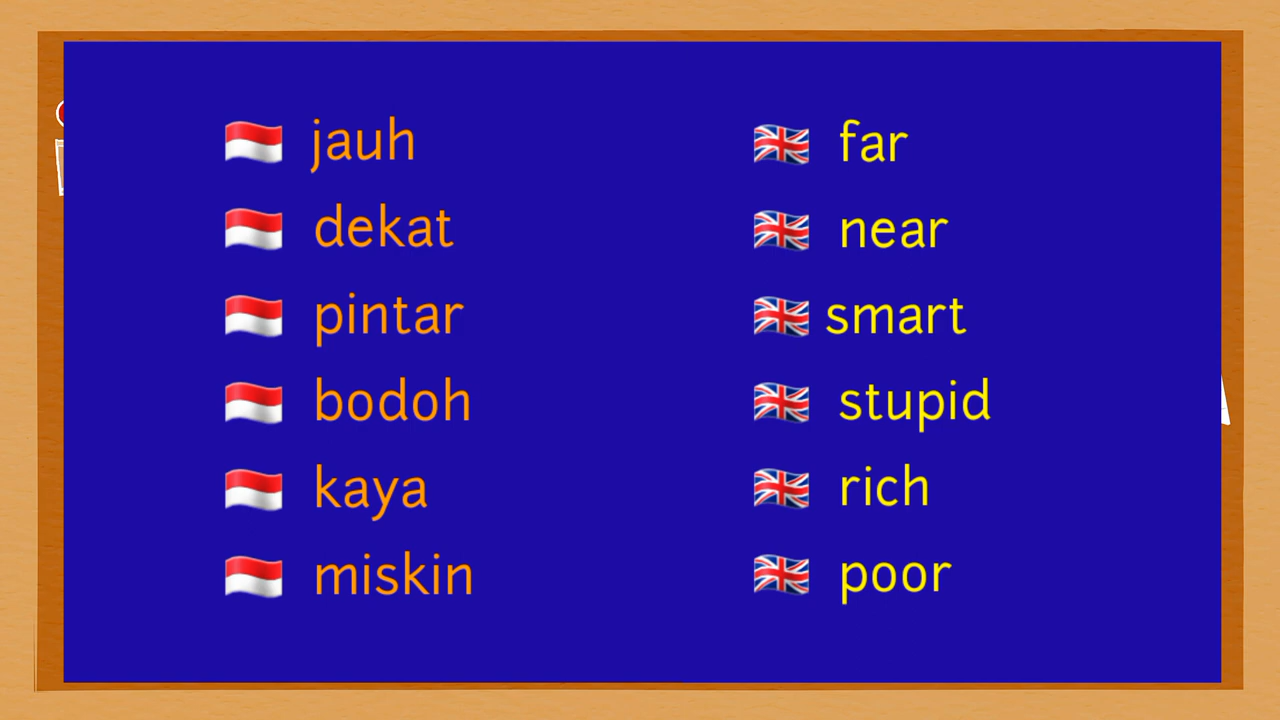 jauh far
dekat near
pintar smart
bodoh stupid
kaya rich
miskin poor